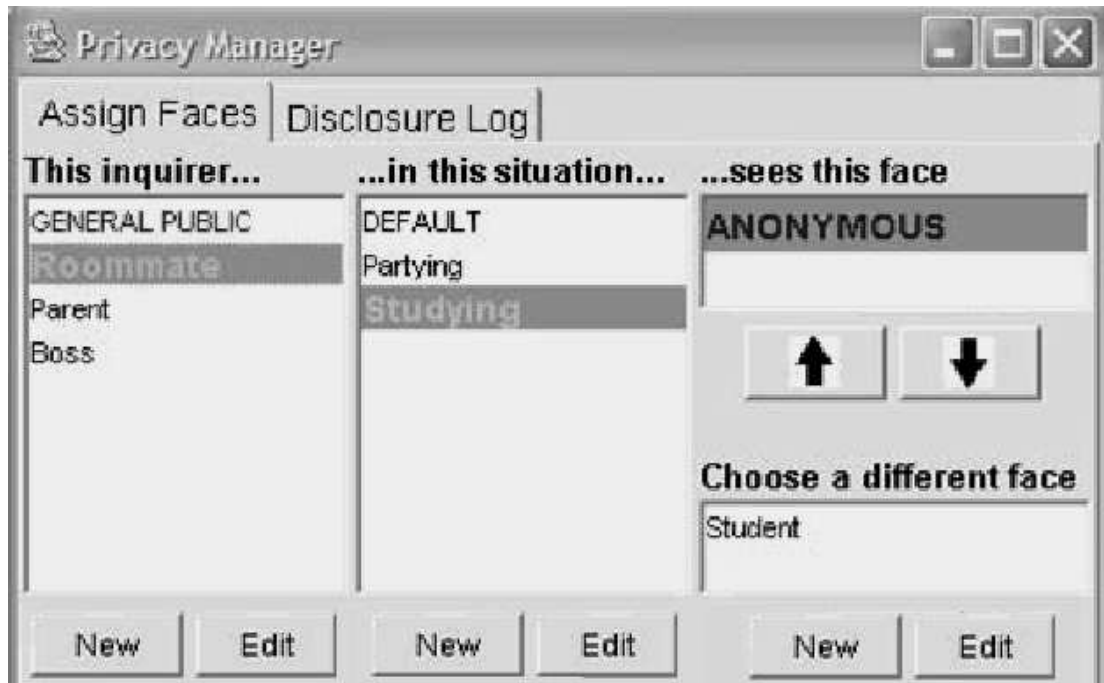 Privacy Manager
Assign Faces Disclosure Log
This inquirer... ...in this situation... ...sees this face
GENERAL PUBLIC
Roommate
Parent
Boss
DEFAULT
Partying
Studying
ANONYMOUS
Choose a different face
Student
New Edit New Edit New Edit